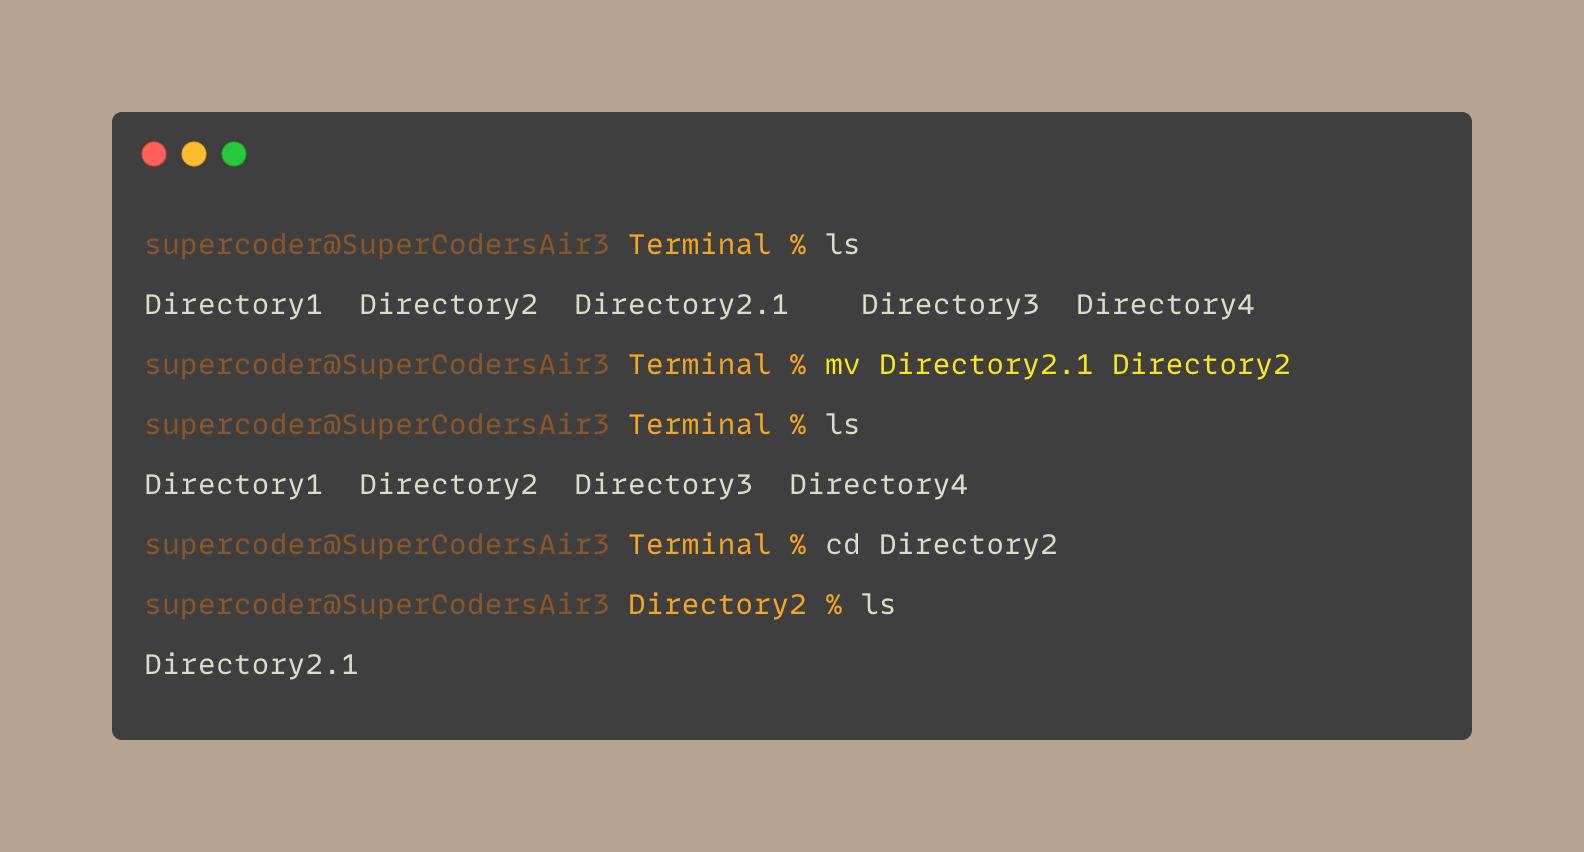 supercoder@SuperCodersAir3 Terminal % ls
Directory1  Directory2  Directory2.1    Directory3  Directory4
supercoder@SuperCodersAir3 Terminal % mv Directory2.1 Directory2
supercoder@SuperCodersAir3 Terminal % ls
Directory1  Directory2  Directory3  Directory4
supercoder@SuperCodersAir3 Terminal % cd Directory2
supercoder@SuperCodersAir3 Directory2 % ls
Directory2.1